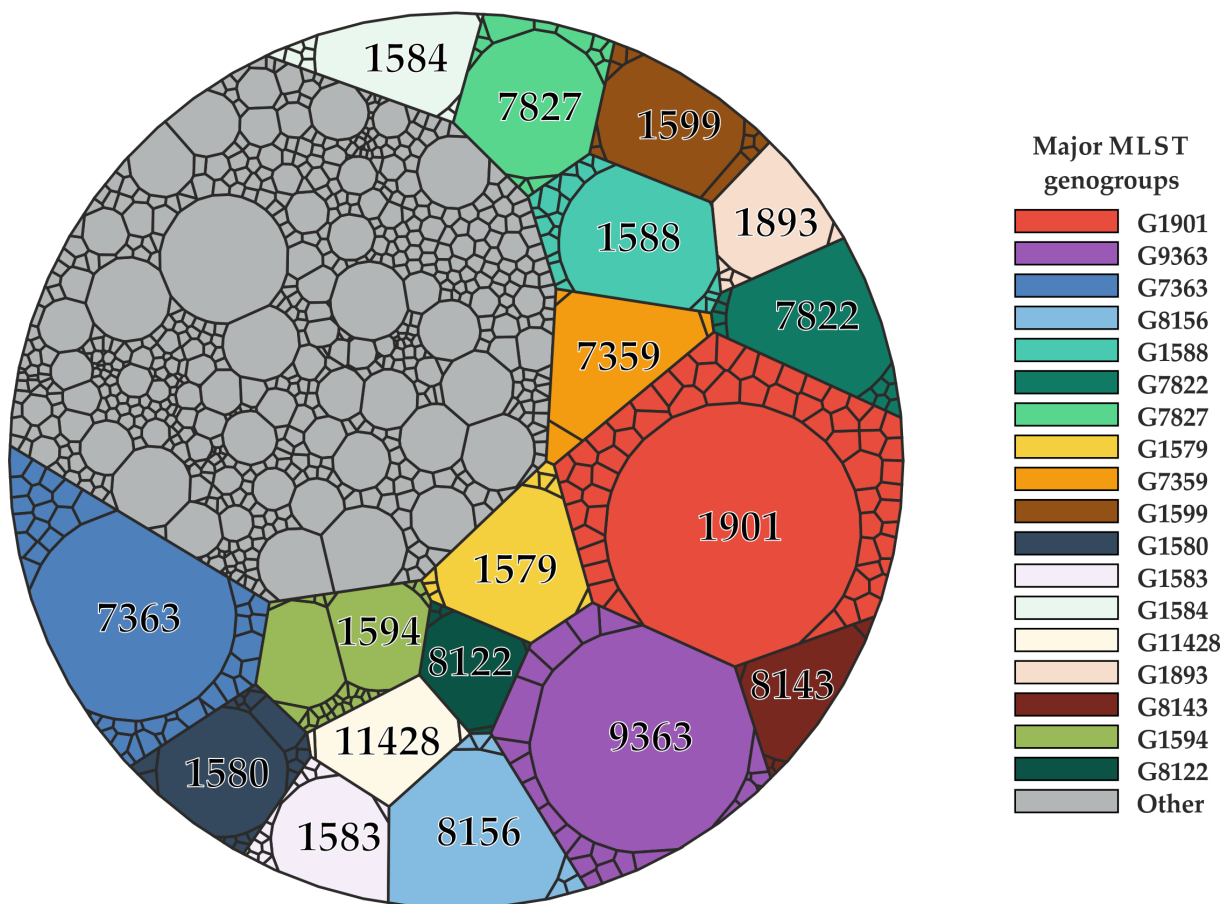 1584
7827
1599
1588
1893
7822
7359
1901
1579
7363
1594
8122
8143
11428
9363
1580
1583
8156
Major MLST
genogroups
G1901
G9363
G7363
G8156
G1588
G7822
G7827
G1579
G7359
G1599
G1580
G1583
G1584
G11428
G1893
G8143
G1594
G8122
Other